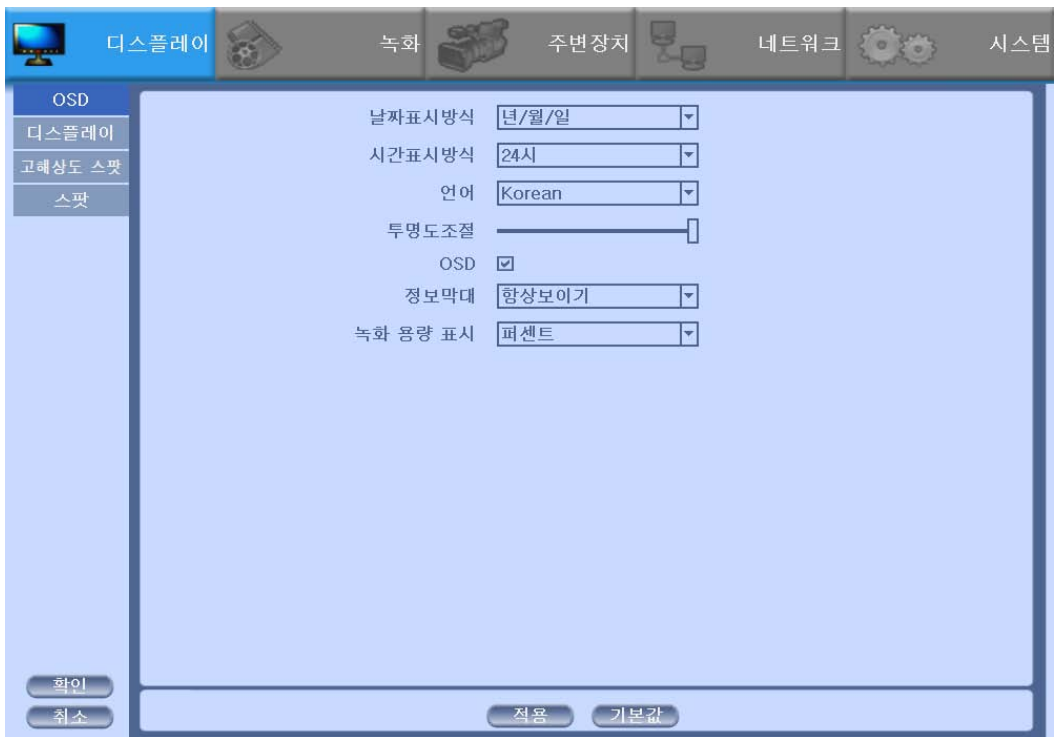 디스플레이 녹화 주변장치 네트워크 시스템
OSD
디스플레이
고해상도 스팟
스팟
날짜표시방식 년/월/일
시간표시방식 24시
언어 Korean
투명도조절
OSD
정보막대 항상보이기
녹화 용량 표시 퍼센트
확인
취소
적용 기본값